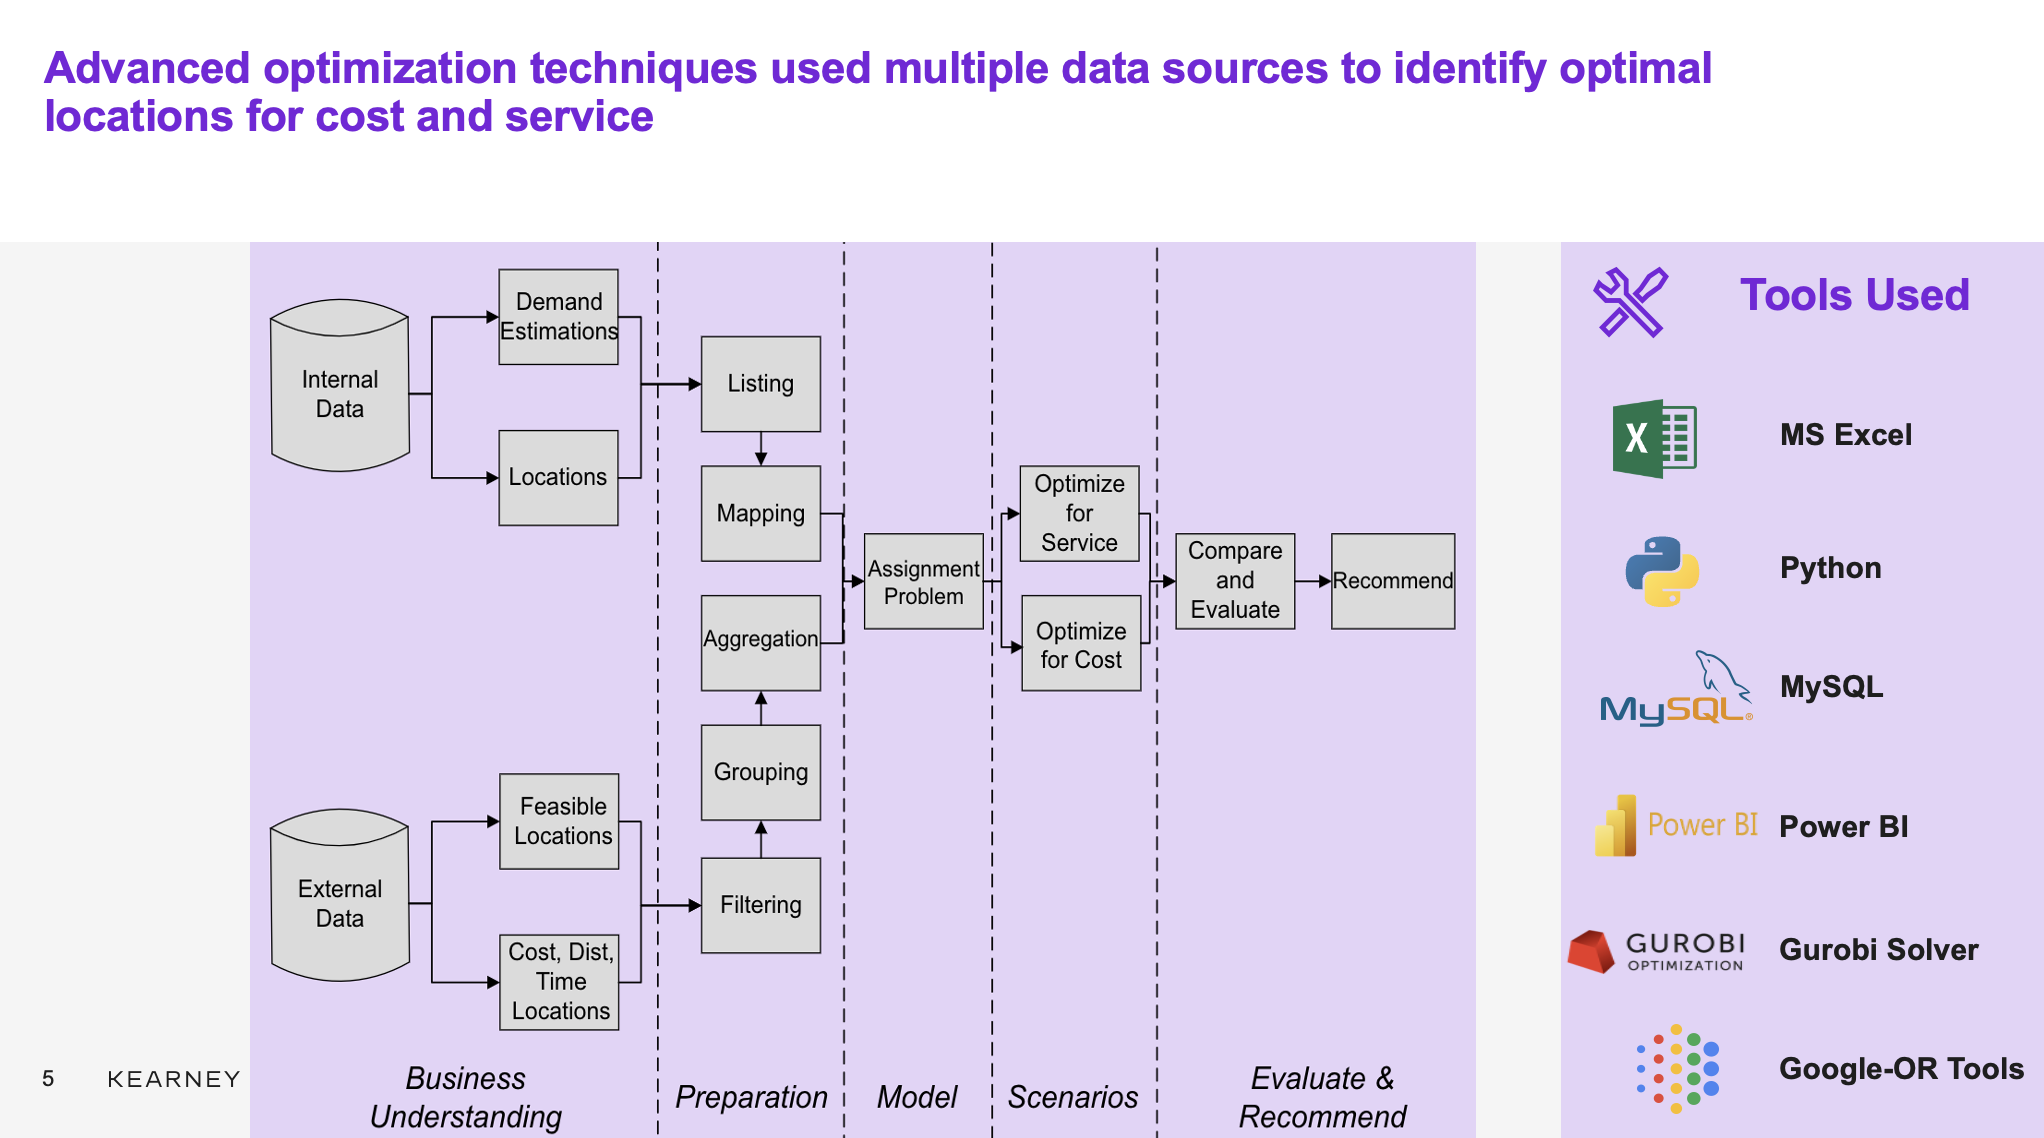 Advanced optimization techniques used multiple data sources to identify optimal
locations for cost and service
Internal
Data
Demand
Estimations
Locations
External
Data
Feasible
Locations
Cost, Dist,
Time
Locations
Listing
Mapping
Aggregation
Grouping
Filtering
Assignment
Problem
Optimize
for
Service
Optimize
for Cost
Compare
and
Evaluate
Recommend
Business
Understanding
Preparation
Model
Scenarios
Evaluate &
Recommend
Tools Used
X
MS Excel
Python
MySQL®
MySQL
Power BI
Power BI
GUROBI
OPTIMIZATION
Gurobi Solver
Google-OR Tools
5
KEARNEY